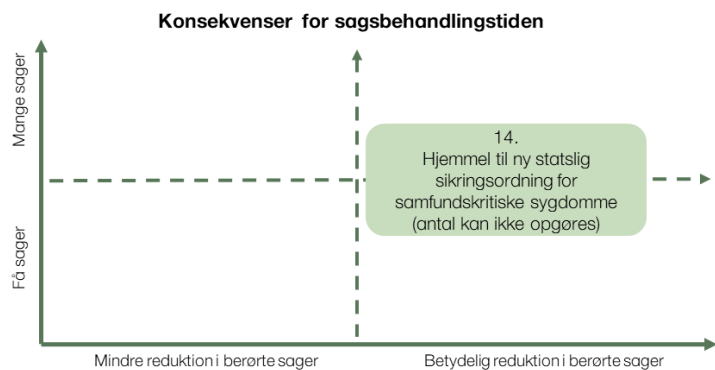 Konsekvenser for sagsbehandlingstiden
Mange sager
14.
Hjemmel til ny statslig
sikringsordning for
samfundskritiske sygdomme
(antal kan ikke opgøres)
Få sager
Mindre reduktion i berørte sager
Betydelig reduktion i berørte sager